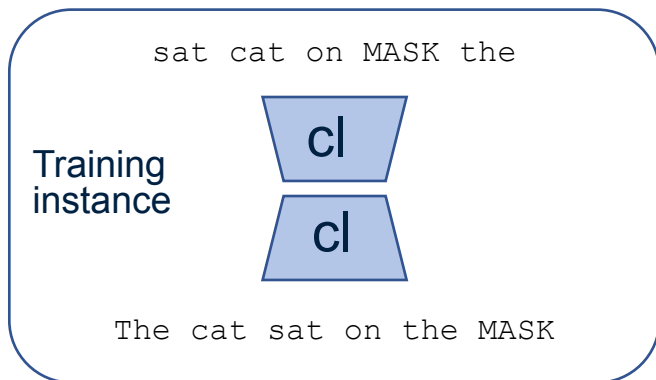 sat cat on MASK the
cl
Training
instance
cl
The cat sat on the MASK